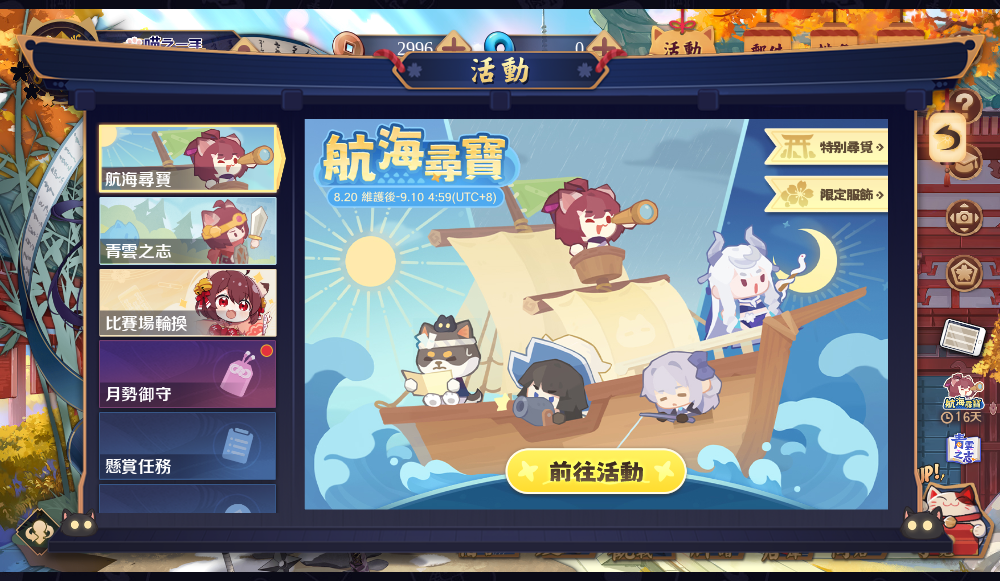 2996
0
活動
活動
航海尋寶
青雲之志
比賽場輪換
月勢御守
懸賞任務
航海尋寶
8.20 維護後-9.10 4:59(UTC+8)
特別尋覓
限定服飾
前往活動
?
航海尋寶
16天
青雲之志
UP!